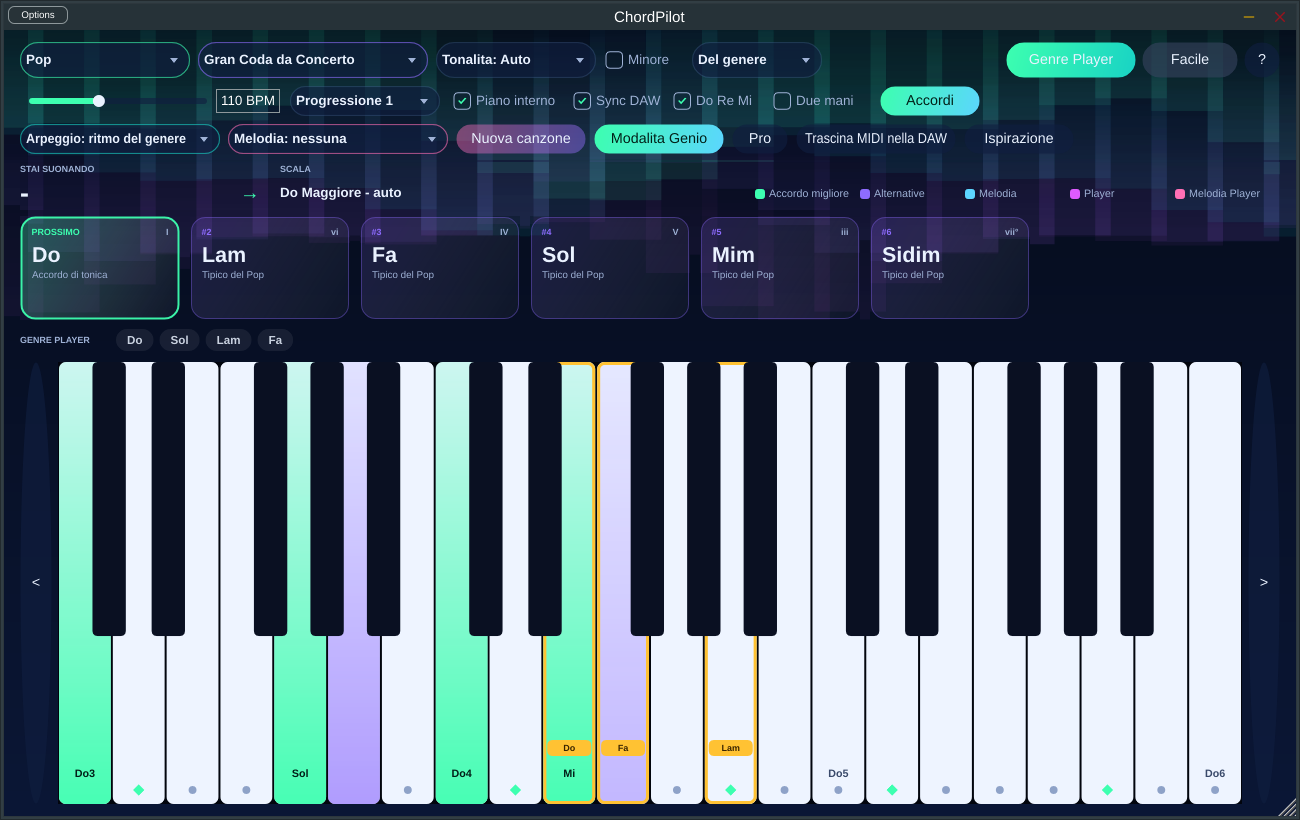 Options
ChordPilot
Pop
Gran Coda da Concerto
Tonalita: Auto
Minore
Del genere
Genre Player
Facile
?
110 BPM
Progressione 1
Piano interno
Sync DAW
Do Re Mi
Due mani
Accordi
Arpeggio: ritmo del genere
Melodia: nessuna
Nuova canzone
Modalita Genio
Pro
Trascina MIDI nella DAW
Ispirazione
STAI SUONANDO
SCALA
-
→
Do Maggiore - auto
Accordo migliore
Alternative
Melodia
Player
Melodia Player
PROSSIMO
I
Do
Accordo di tonica
#2
vi
Lam
Tipico del Pop
#3
IV
Fa
Tipico del Pop
#4
V
Sol
Tipico del Pop
#5
iii
Mim
Tipico del Pop
#6
vii°
Sidim
Tipico del Pop
GENRE PLAYER
Do
Sol
Lam
Fa
<
>
Do
Fa
Lam
Do3
Sol
Do4
Mi
Do5
Do6